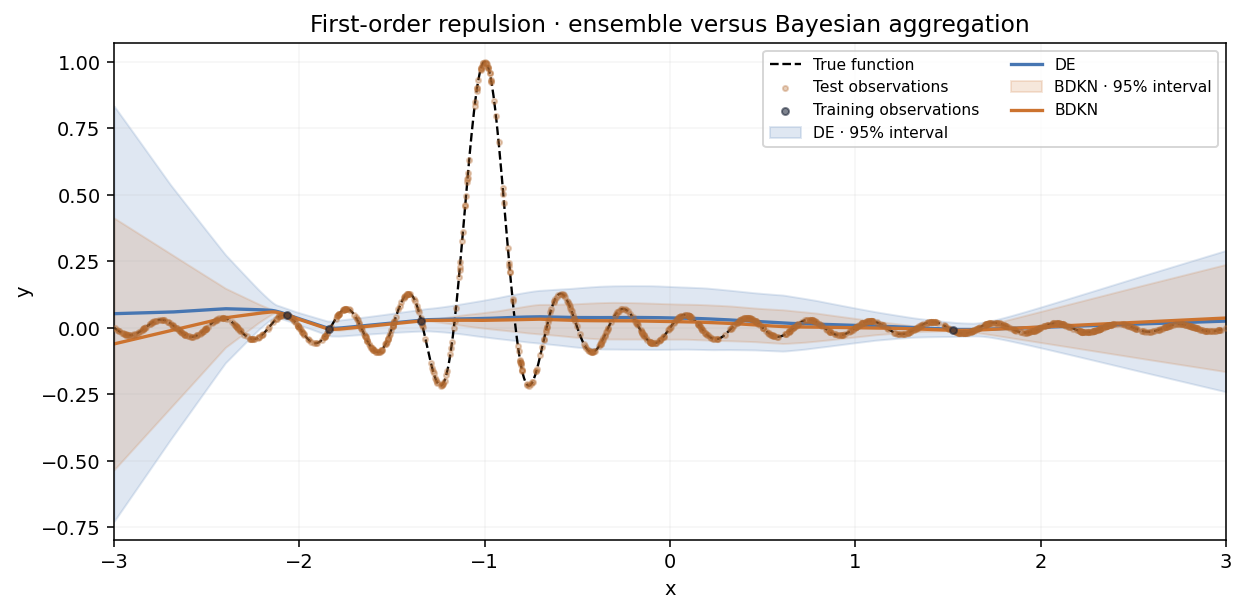 First-order repulsion · ensemble versus Bayesian aggregation
True function
Test observations
Training observations
DE · 95% interval
DE
BDKN · 95% interval
BDKN
y
1.00
0.75
0.50
0.25
0.00
−0.25
−0.50
−0.75
−3
−2
−1
0
1
2
3
x